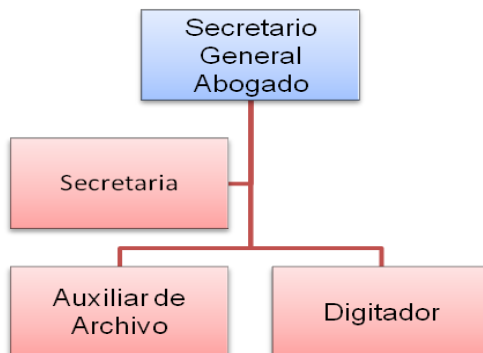 Secretario
General
Abogado
Secretaria
Auxiliar de
Archivo
Digitador